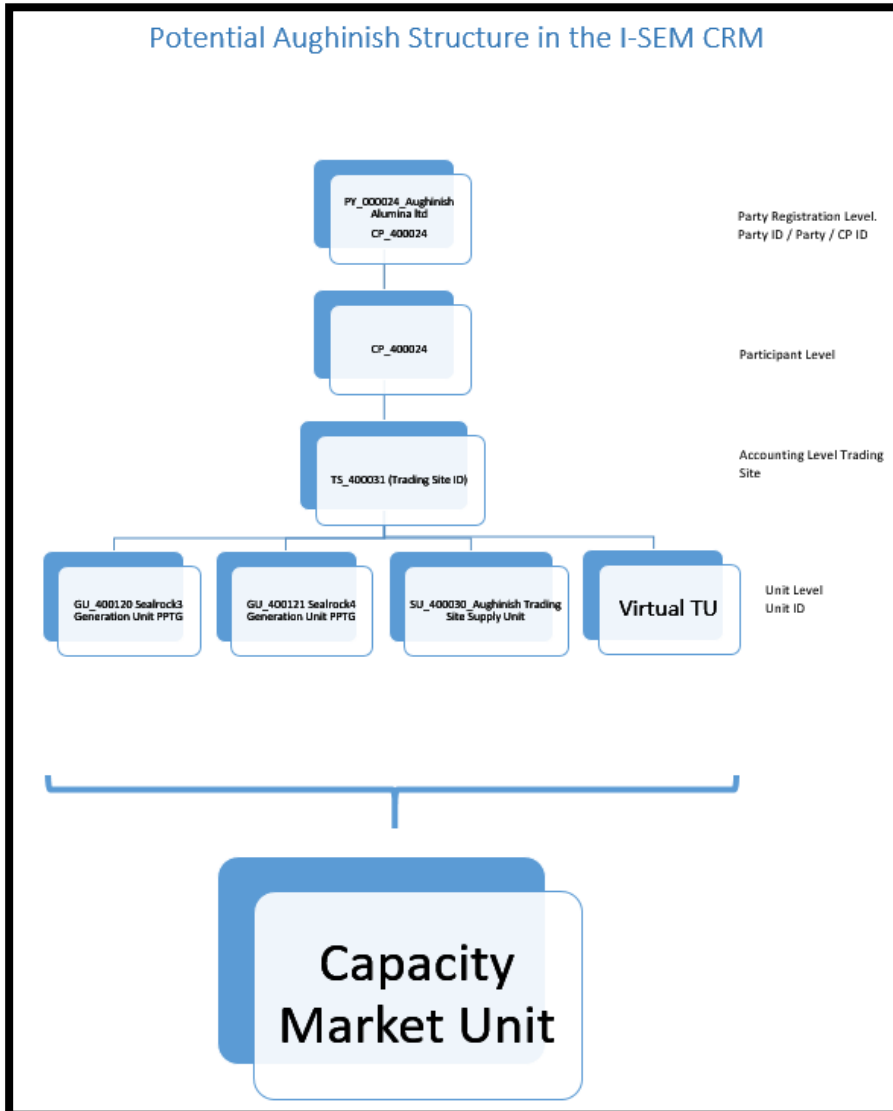 Potential Aughinish Structure in the I-SEM CRM
PY_000024_Aughinish
Alumina ltd
CP_400024
Party Registration Level.
Party ID / Party / CP ID
CP_400024
Participant Level
TS_400031 (Trading Site ID)
Accounting Level Trading
Site
GU_400120 Sealrock3
Generation Unit PPTG
GU_400121 Sealrock4
Generation Unit PPTG
SU_400030_Aughinish Trading
Site Supply Unit
Virtual TU
Unit Level
Unit ID
Capacity
Market Unit